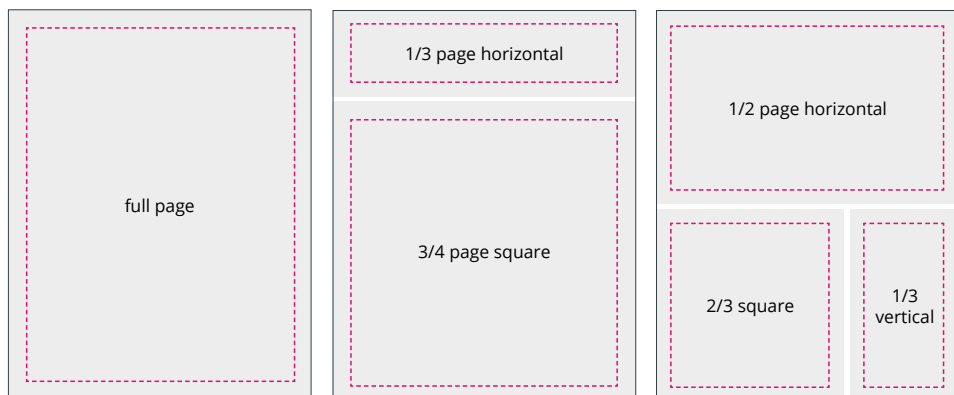 full page
1/3 page horizontal
3/4 page square
1/2 page horizontal
2/3 square
1/3
vertical